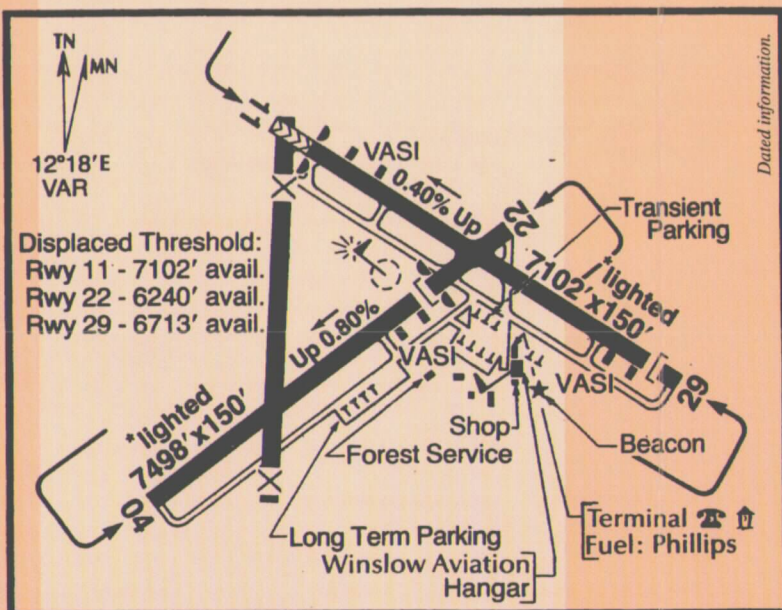 TN
MN
12°18'E
VAR
Dated information.
11
VASI
0.40% Up
22
Transient
Parking
Displaced Threshold:
Rwy 11 - 7102' avail.
Rwy 22 - 6240' avail.
Rwy 29 - 6713' avail.
*lighted
7102'x150'
Up 0.80%
VASI
VASI
29
*lighted
7498'x150'
04
Shop
Beacon
Forest Service
Long Term Parking
Winslow Aviation
Hangar
Terminal
Fuel: Phillips